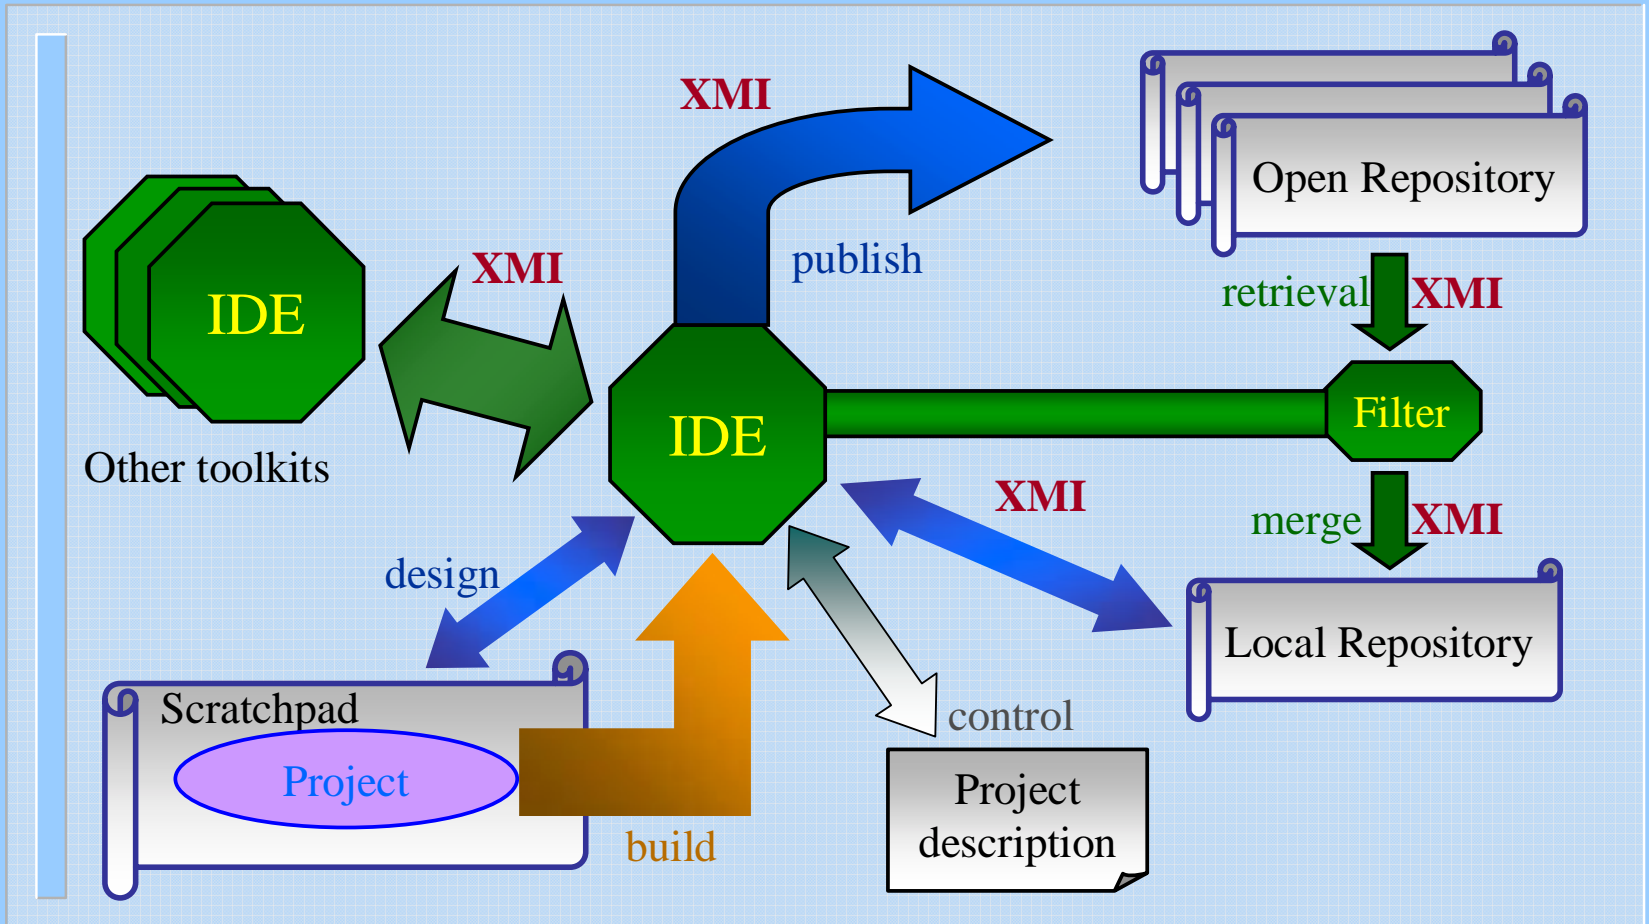 XMI
Open Repository
publish
XMI
IDE
retrieval
XMI
IDE
Filter
Other toolkits
XMI
merge
XMI
design
Local Repository
Scratchpad
control
Project
Project
description
build